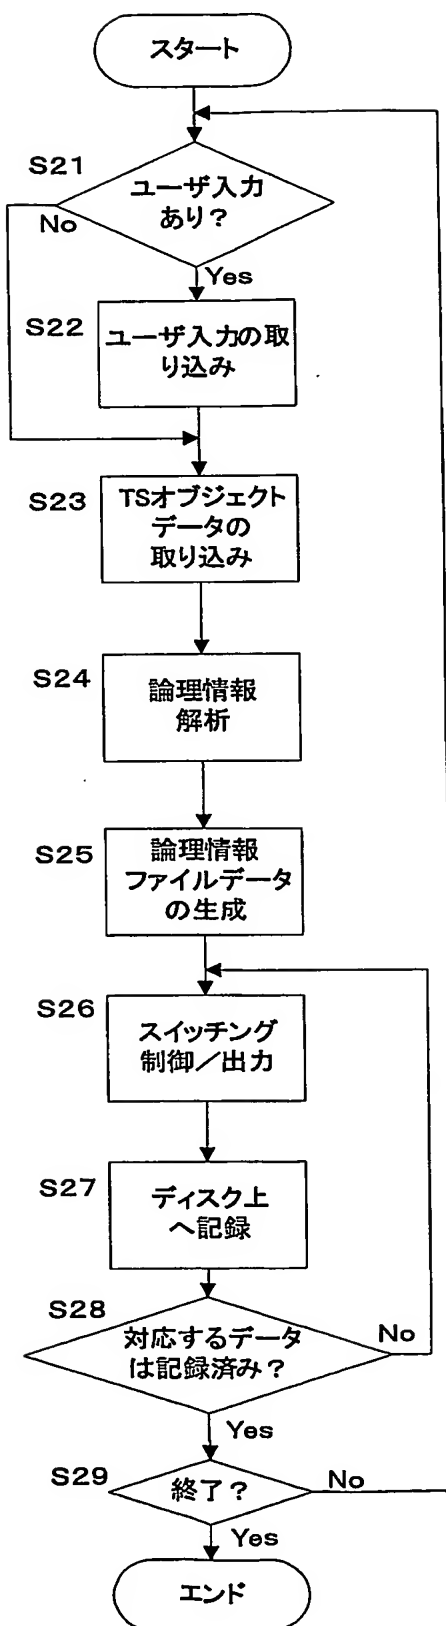 スタート
S21
ユーザ入力
あり?
No
Yes
S22
ユーザ入力の取
り込み
S23
TSオブジェクト
データの
取り込み
S24
論理情報
解析
S25
論理情報
ファイルデータ
の生成
S26
スイッチング
制御/出力
S27
ディスク上
へ記録
S28
対応するデータ
は記録済み?
No
Yes
S29
終了?
No
Yes
エンド